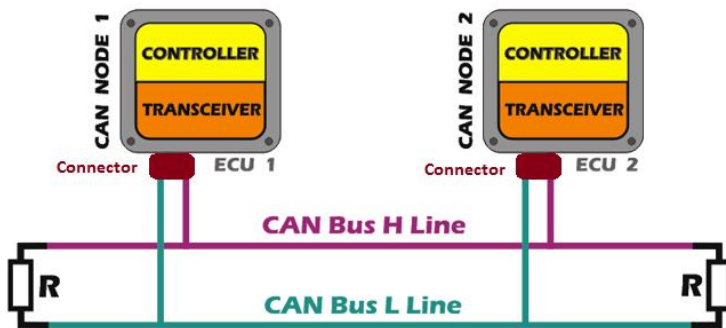 CAN NODE 1
CONTROLLER
TRANSCEIVER
Connector
ECU 1
CAN NODE 2
CONTROLLER
TRANSCEIVER
Connector
ECU 2
CAN Bus H Line
R
R
CAN Bus L Line